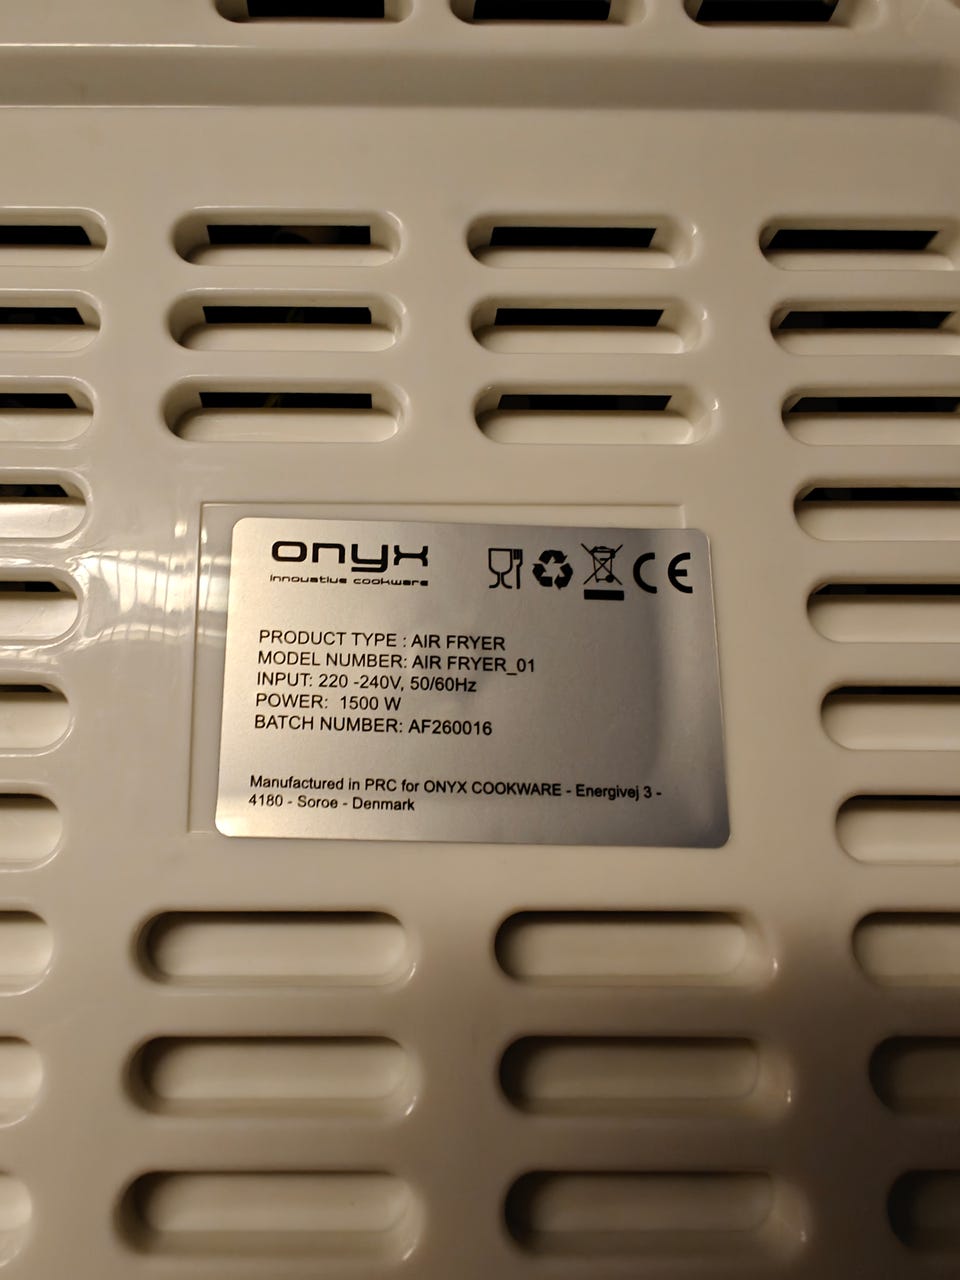 onyx
innovative cookware
CE
PRODUCT TYPE : AIR FRYER
MODEL NUMBER: AIR FRYER_01
INPUT: 220 -240V, 50/60Hz
POWER: 1500 W
BATCH NUMBER: AF260016
Manufactured in PRC for ONYX COOKWARE - Energivej 3 -
4180 - Soroe - Denmark